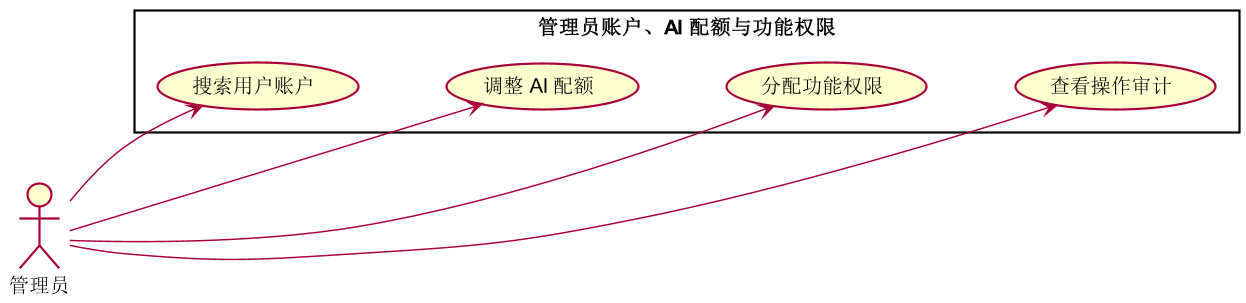 管理员账户、AI 配额与功能权限
搜索用户账户
调整 AI 配额
分配功能权限
查看操作审计
管理员